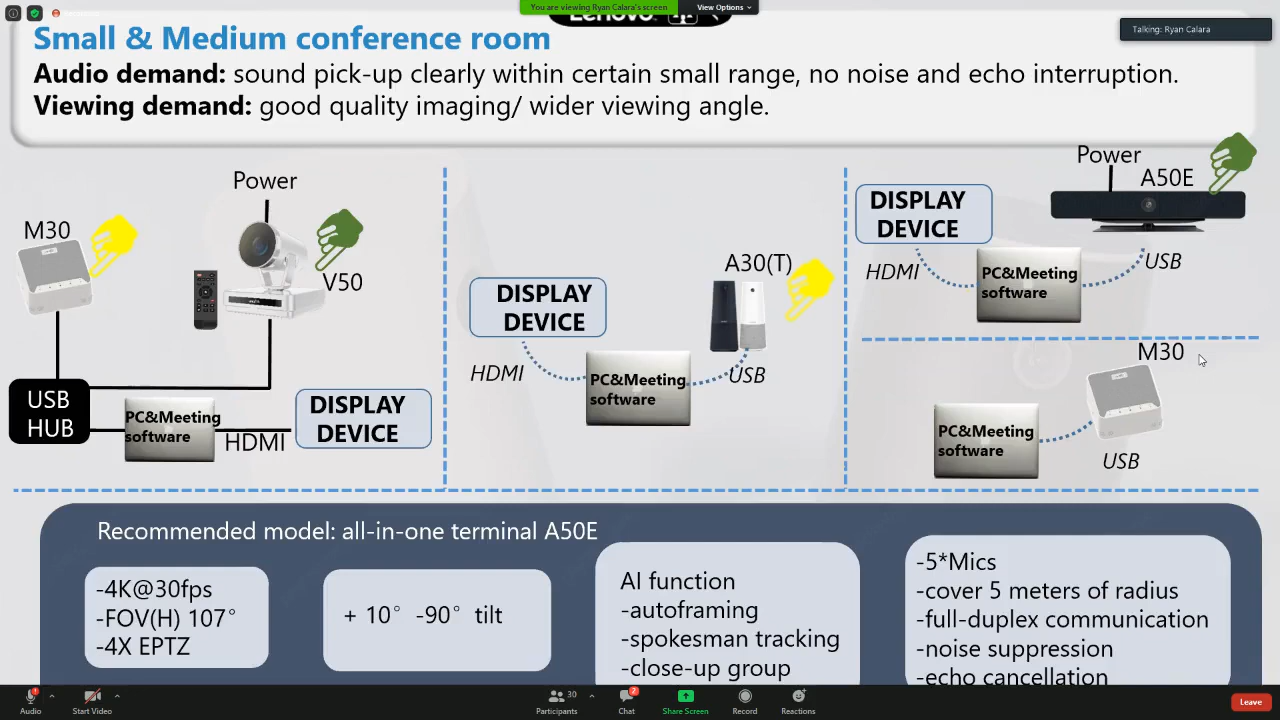 You are viewing Ryan Calara's screen
View Options
Lenovo
Talking: Ryan Calara
Small & Medium conference room
Audio demand: sound pick-up clearly within certain small range, no noise and echo interruption.
Viewing demand: good quality imaging/ wider viewing angle.
M30
Power
V50
USB
HUB
PC&Meeting
software
HDMI
DISPLAY
DEVICE
DISPLAY
DEVICE
A30(T)
HDMI
PC&Meeting
software
USB
Power
A50E
DISPLAY
DEVICE
HDMI
PC&Meeting
software
USB
M30
PC&Meeting
software
USB
Recommended model: all-in-one terminal A50E
-4K@30fps
-FOV(H) 107°
-4X EPTZ
+ 10° -90° tilt
AI function
-autoframing
-spokesman tracking
-close-up group
-5*Mics
-cover 5 meters of radius
-full-duplex communication
-noise suppression
-echo cancellation
Audio
Start Video
Participants
30
Chat
2
Share Screen
Record
Reactions
Leave